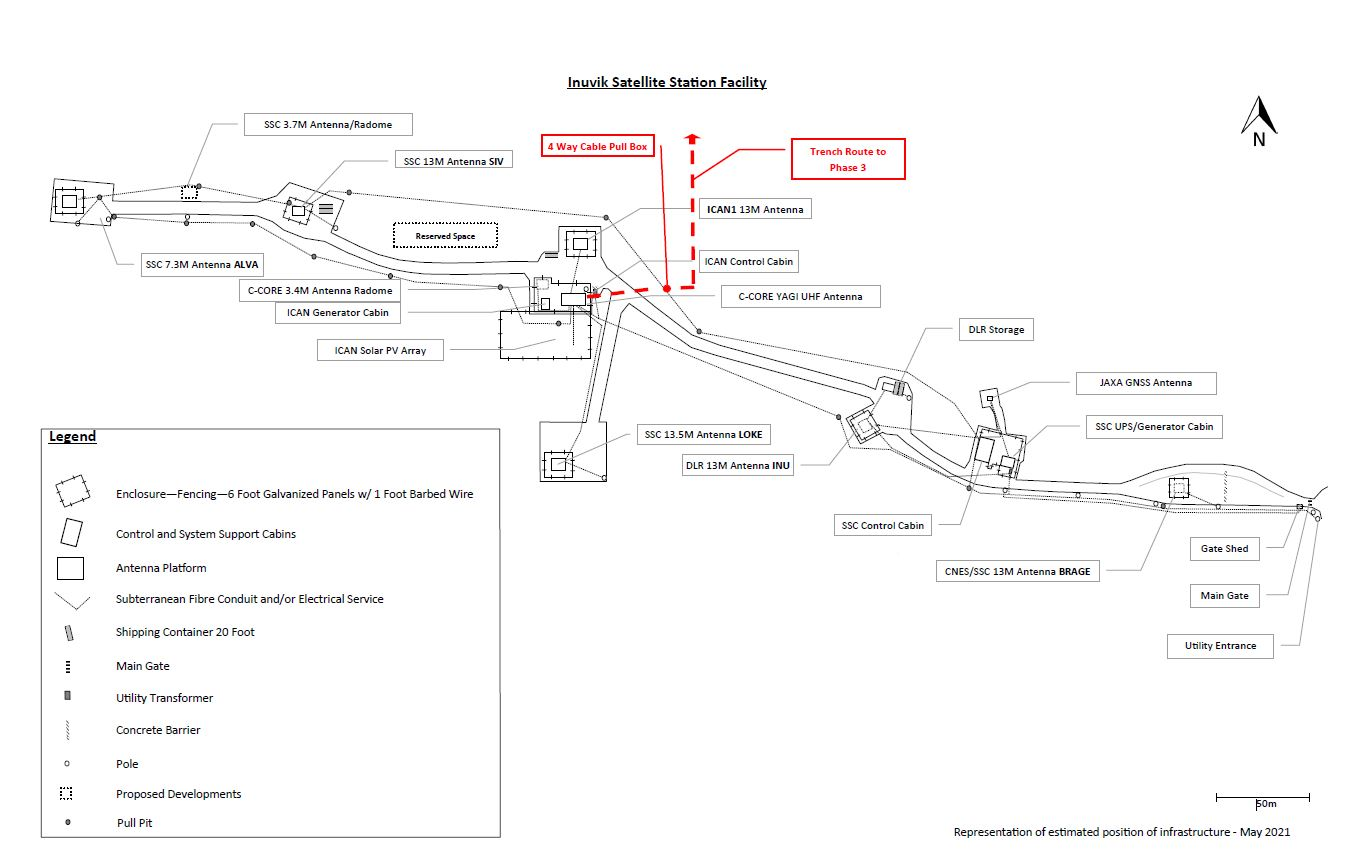 Inuvik Satellite Station Facility
N
SSC 3.7M Antenna/Radome
SSC 13M Antenna SIV
4 Way Cable Pull Box
Trench Route to
Phase 3
ICAN1 13M Antenna
Reserved Space
SSC 7.3M Antenna ALVA
ICAN Control Cabin
C-CORE 3.4M Antenna Radome
C-CORE YAGI UHF Antenna
ICAN Generator Cabin
DLR Storage
ICAN Solar PV Array
JAXA GNSS Antenna
SSC UPS/Generator Cabin
SSC 13.5M Antenna LOKE
DLR 13M Antenna INU
SSC Control Cabin
Gate Shed
CNES/SSC 13M Antenna BRAGE
Main Gate
Utility Entrance
Legend
Enclosure—Fencing—6 Foot Galvanized Panels w/ 1 Foot Barbed Wire
Control and System Support Cabins
Antenna Platform
Subterranean Fibre Conduit and/or Electrical Service
Shipping Container 20 Foot
Main Gate
Utility Transformer
Concrete Barrier
Pole
Proposed Developments
Pull Pit
50m
Representation of estimated position of infrastructure - May 2021